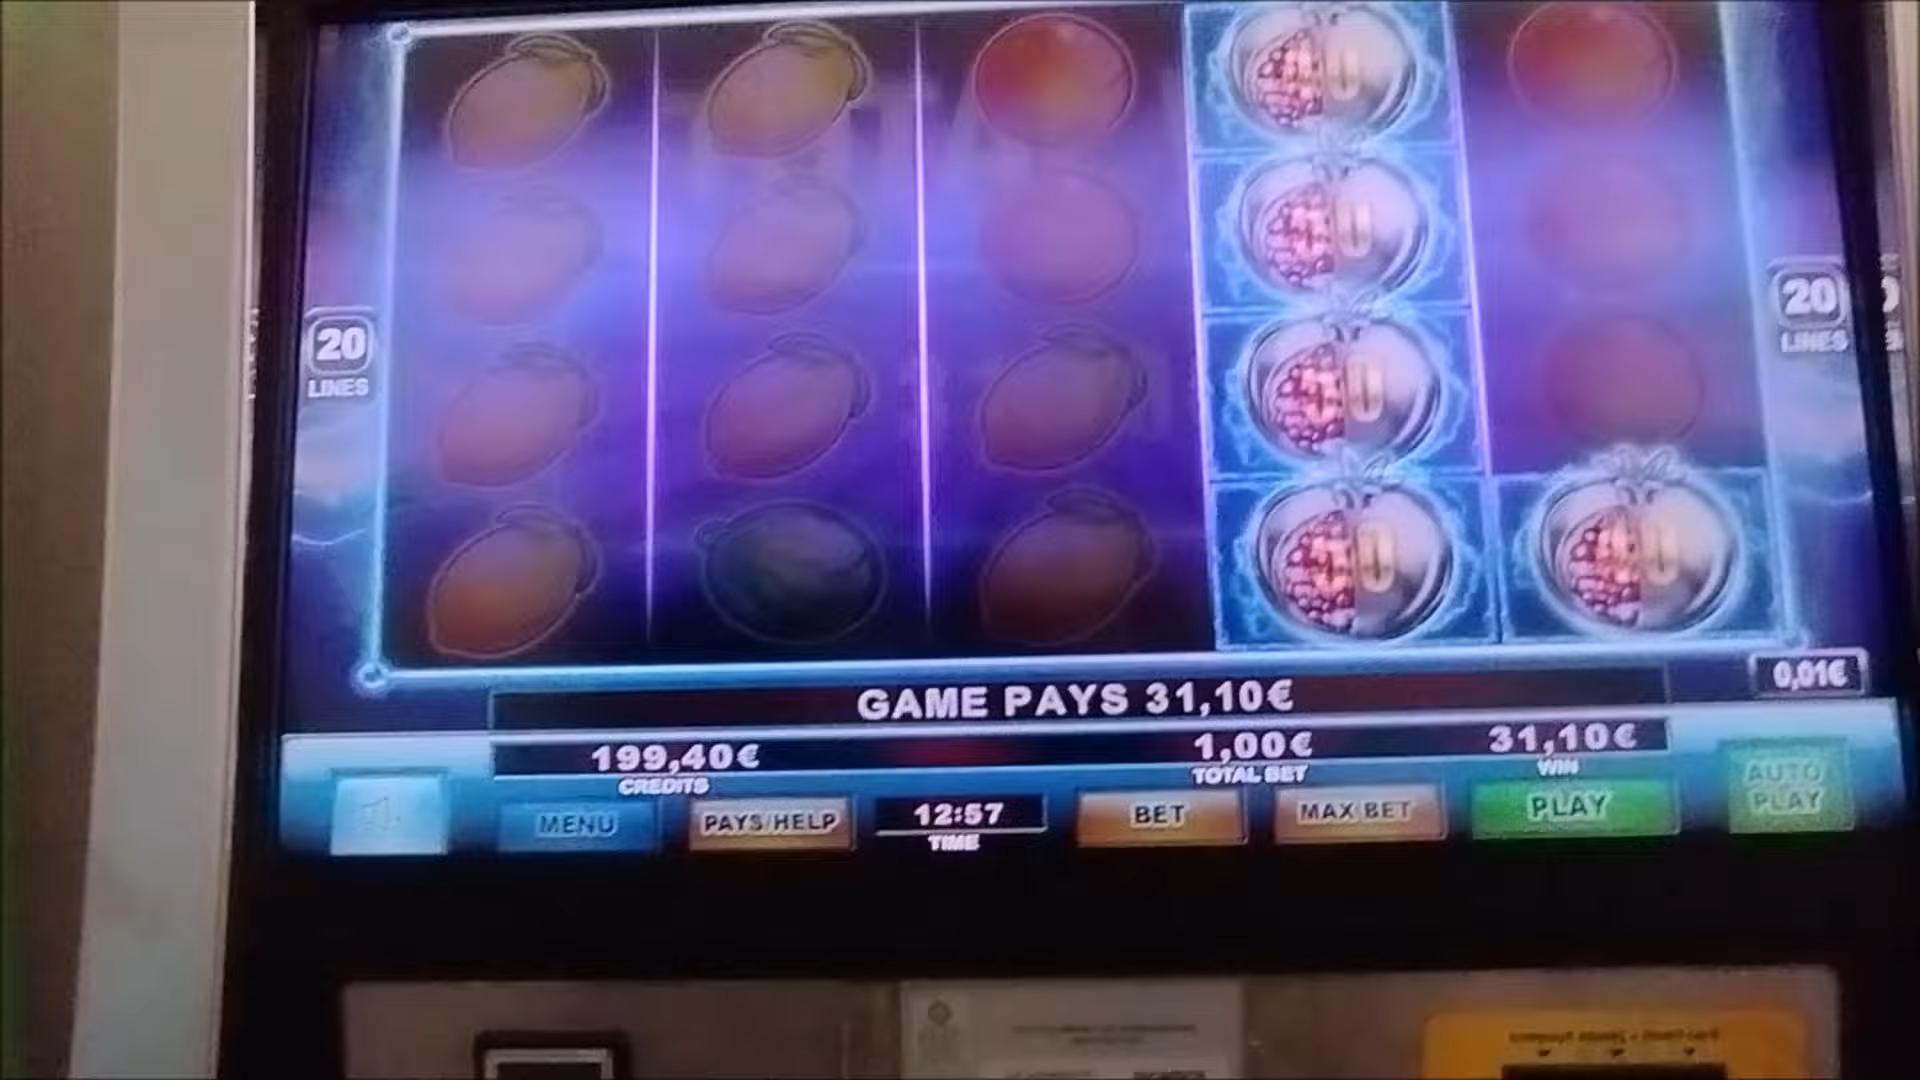 20
LINES
20
LINES
0,01€
GAME PAYS 31,10€
199,40€
CREDITS
1,00€
TOTAL BET
31,10€
WIN
MENU
PAYS/HELP
12:57
TIME
BET
MAX BET
PLAY
AUTO
PLAY